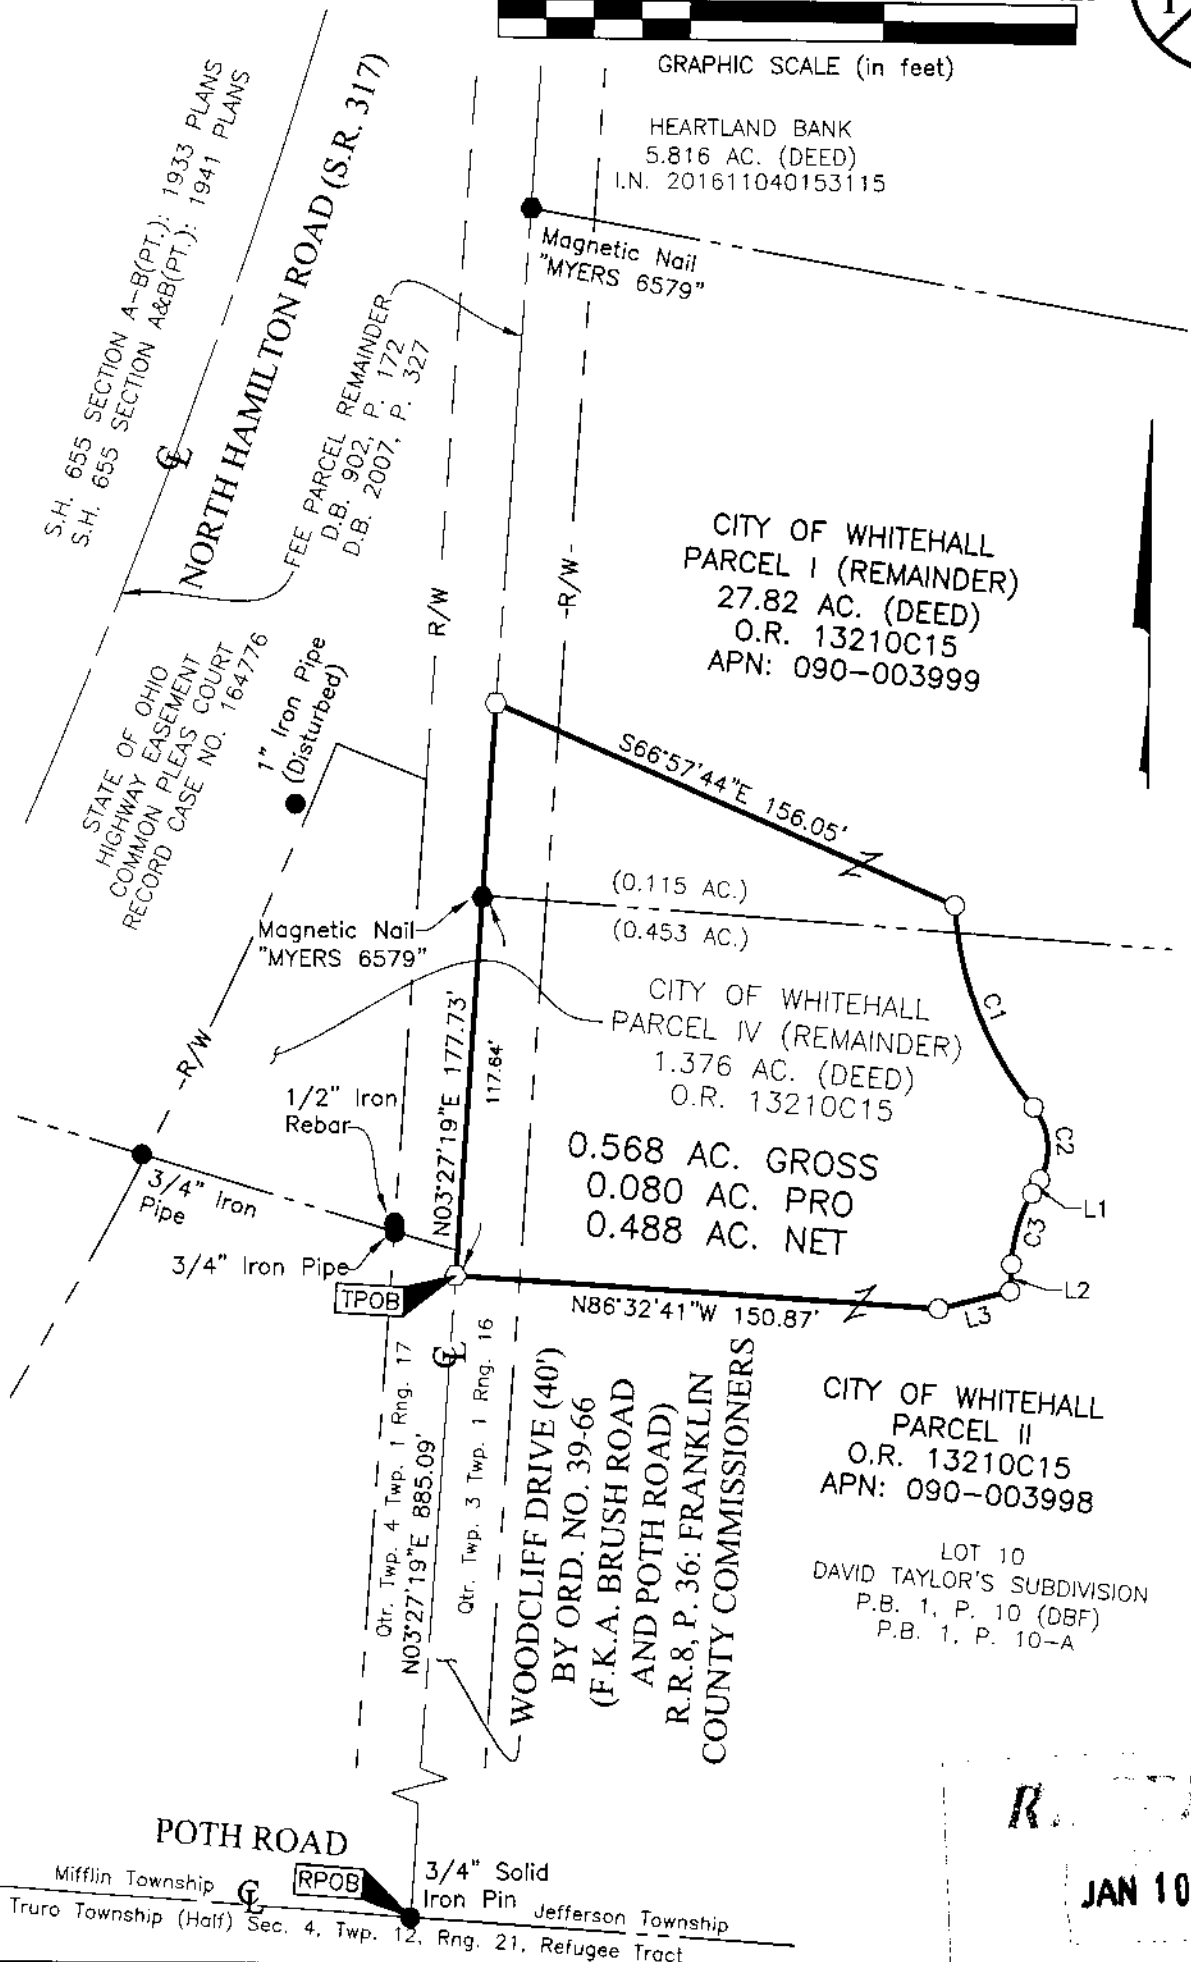 GRAPHIC SCALE (in feet)
HEARTLAND BANK
5.816 AC. (DEED)
I.N. 201611040153115
S.H. 655 SECTION A-B(PT.): 1933 PLANS
S.H. 655 SECTION A&B(PT.): 1941 PLANS
NORTH HAMILTON ROAD (S.R. 317)
Magnetic Nail
"MYERS 6579"
FEE PARCEL REMAINDER
D.B. 902, P. 172
D.B. 2007, P. 327
R/W
R/W
CITY OF WHITEHALL
PARCEL I (REMAINDER)
27.82 AC. (DEED)
O.R. 13210C15
APN: 090-003999
STATE OF OHIO
HIGHWAY EASEMENT
COMMON PLEAS COURT
RECORD CASE NO. 164776
1" Iron Pipe
(Disturbed)
S66°57'44"E 156.05'
(0.115 AC.)
(0.453 AC.)
Magnetic Nail
"MYERS 6579"
CITY OF WHITEHALL
PARCEL IV (REMAINDER)
1.376 AC. (DEED)
O.R. 13210C15
C1
R/W
N03°27'19"E 177.73'
117.64'
1/2" Iron
Rebar
0.568 AC. GROSS
0.080 AC. PRO
0.488 AC. NET
C2
L1
C3
L2
L3
3/4" Iron
Pipe
3/4" Iron Pipe
TPOB
N86°32'41"W 150.87'
Qtr. Twp. 4 Twp. 1 Rng. 17
N03°27'19"E 885.09'
CL
Qtr. Twp. 3 Twp. 1 Rng. 16
WOODCLIFF DRIVE (40')
BY ORD. NO. 39-66
(F.K.A. BRUSH ROAD
AND POTH ROAD)
R.R.8, P. 36: FRANKLIN
COUNTY COMMISSIONERS
CITY OF WHITEHALL
PARCEL II
O.R. 13210C15
APN: 090-003998
LOT 10
DAVID TAYLOR'S SUBDIVISION
P.B. 1, P. 10 (DBF)
P.B. 1, P. 10-A
POTH ROAD
RPOB
3/4" Solid
Iron Pin
Mifflin Township
CL
Jefferson Township
Truro Township (Half) Sec. 4, Twp. 12, Rng. 21, Refugee Tract
JAN 10